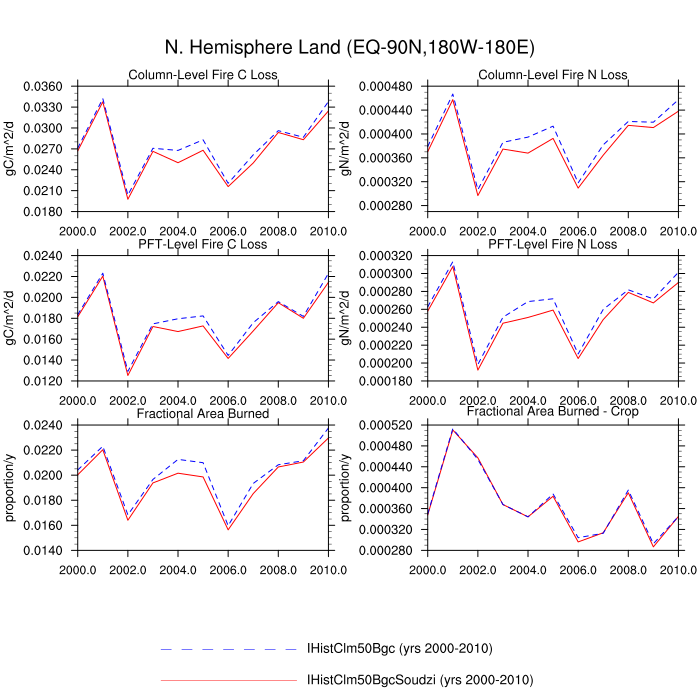 N. Hemisphere Land (EQ-90N,180W-180E)
Column-Level Fire C Loss
gC/m^2/d
0.0360
0.0330
0.0300
0.0270
0.0240
0.0210
0.0180
2000.0 2002.0 2004.0 2006.0 2008.0 2010.0
Column-Level Fire N Loss
gN/m^2/d
0.000480
0.000440
0.000400
0.000360
0.000320
0.000280
2000.0 2002.0 2004.0 2006.0 2008.0 2010.0
PFT-Level Fire C Loss
gC/m^2/d
0.0240
0.0220
0.0200
0.0180
0.0160
0.0140
0.0120
2000.0 2002.0 2004.0 2006.0 2008.0 2010.0
PFT-Level Fire N Loss
gN/m^2/d
0.000320
0.000280
0.000260
0.000240
0.000220
0.000200
0.000180
2000.0 2002.0 2004.0 2006.0 2008.0 2010.0
Fractional Area Burned
proportion/y
0.0240
0.0220
0.0200
0.0180
0.0160
0.0140
2000.0 2002.0 2004.0 2006.0 2008.0 2010.0
Fractional Area Burned - Crop
proportion/y
0.000520
0.000480
0.000440
0.000400
0.000360
0.000320
0.000280
2000.0 2002.0 2004.0 2006.0 2008.0 2010.0
IHistClm50Bgc (yrs 2000-2010)
IHistClm50BgcSoudzi (yrs 2000-2010)